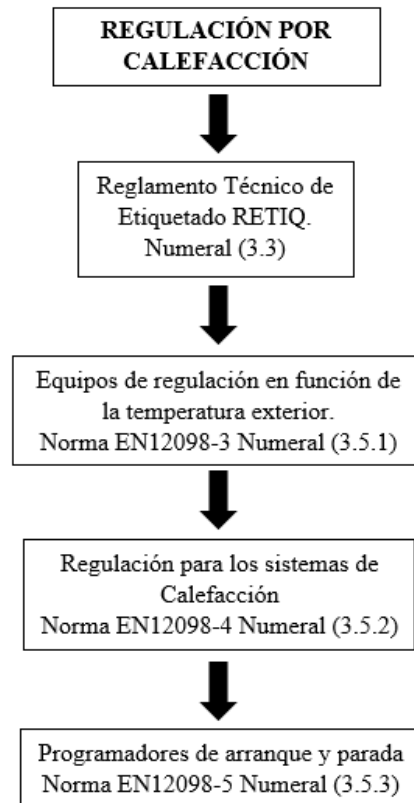 REGULACIÓN POR
CALEFACCIÓN
Reglamento Técnico de
Etiquetado RETIQ.
Numeral (3.3)
Equipos de regulación en función de
la temperatura exterior.
Norma EN12098-3 Numeral (3.5.1)
Regulación para los sistemas de
Calefacción
Norma EN12098-4 Numeral (3.5.2)
Programadores de arranque y parada
Norma EN12098-5 Numeral (3.5.3)